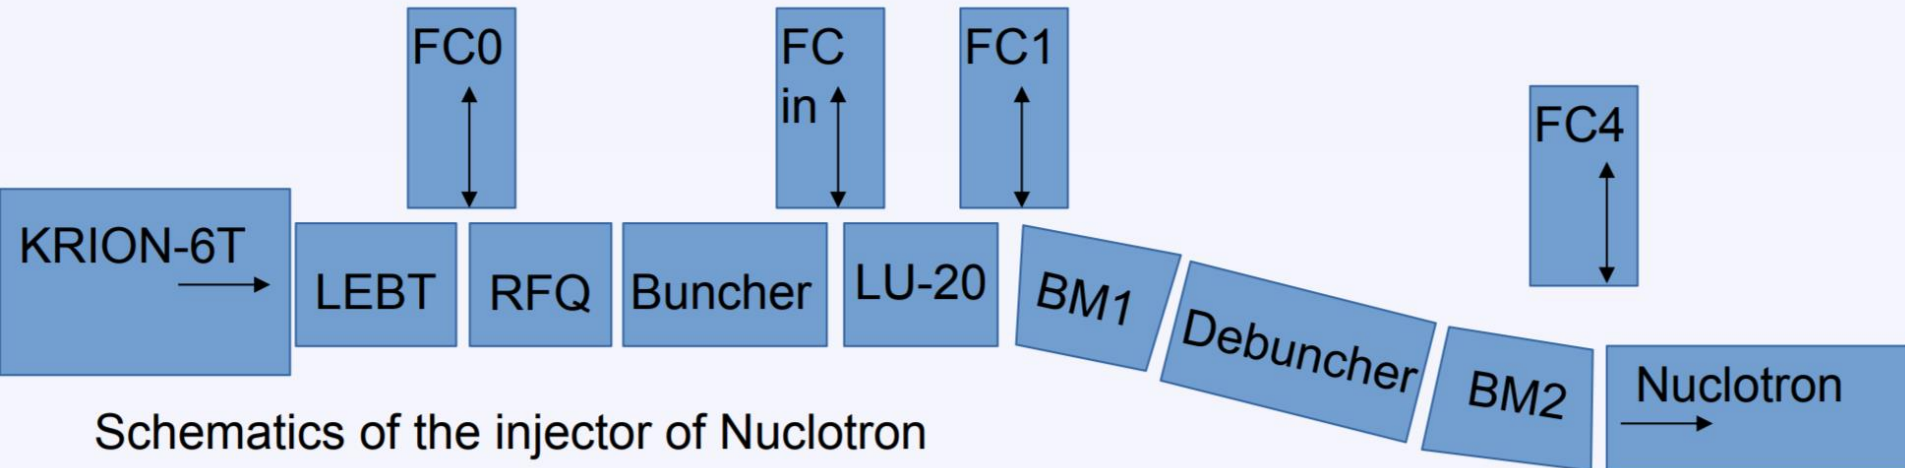 FC0
FC
in
FC1
FC4
KRION-6T
LEBT
RFQ
Buncher
LU-20
BM1
Debuncher
BM2
Nuclotron
Schematics of the injector of Nuclotron